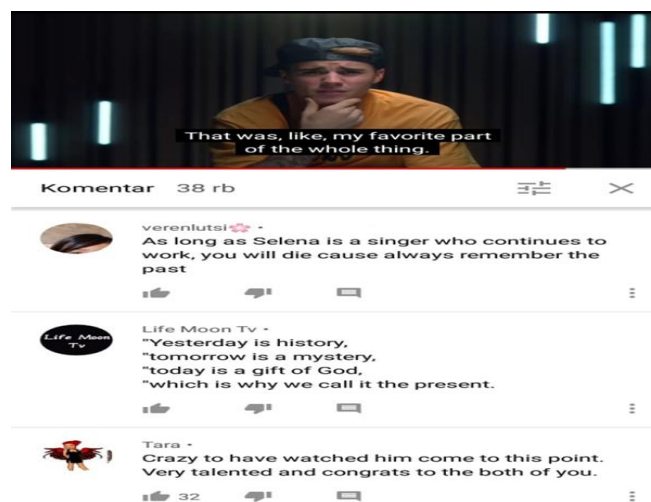 That was, like, my favorite part
of the whole thing.
Komentar 38 rb
verenlutsi🌸 •
As long as Selena is a singer who continues to
work, you will die cause always remember the
past
Life Moon Tv
Life Moon Tv •
"Yesterday is history,
"tomorrow is a mystery,
"today is a gift of God,
"which is why we call it the present.
Tara •
Crazy to have watched him come to this point.
Very talented and congrats to the both of you.
32